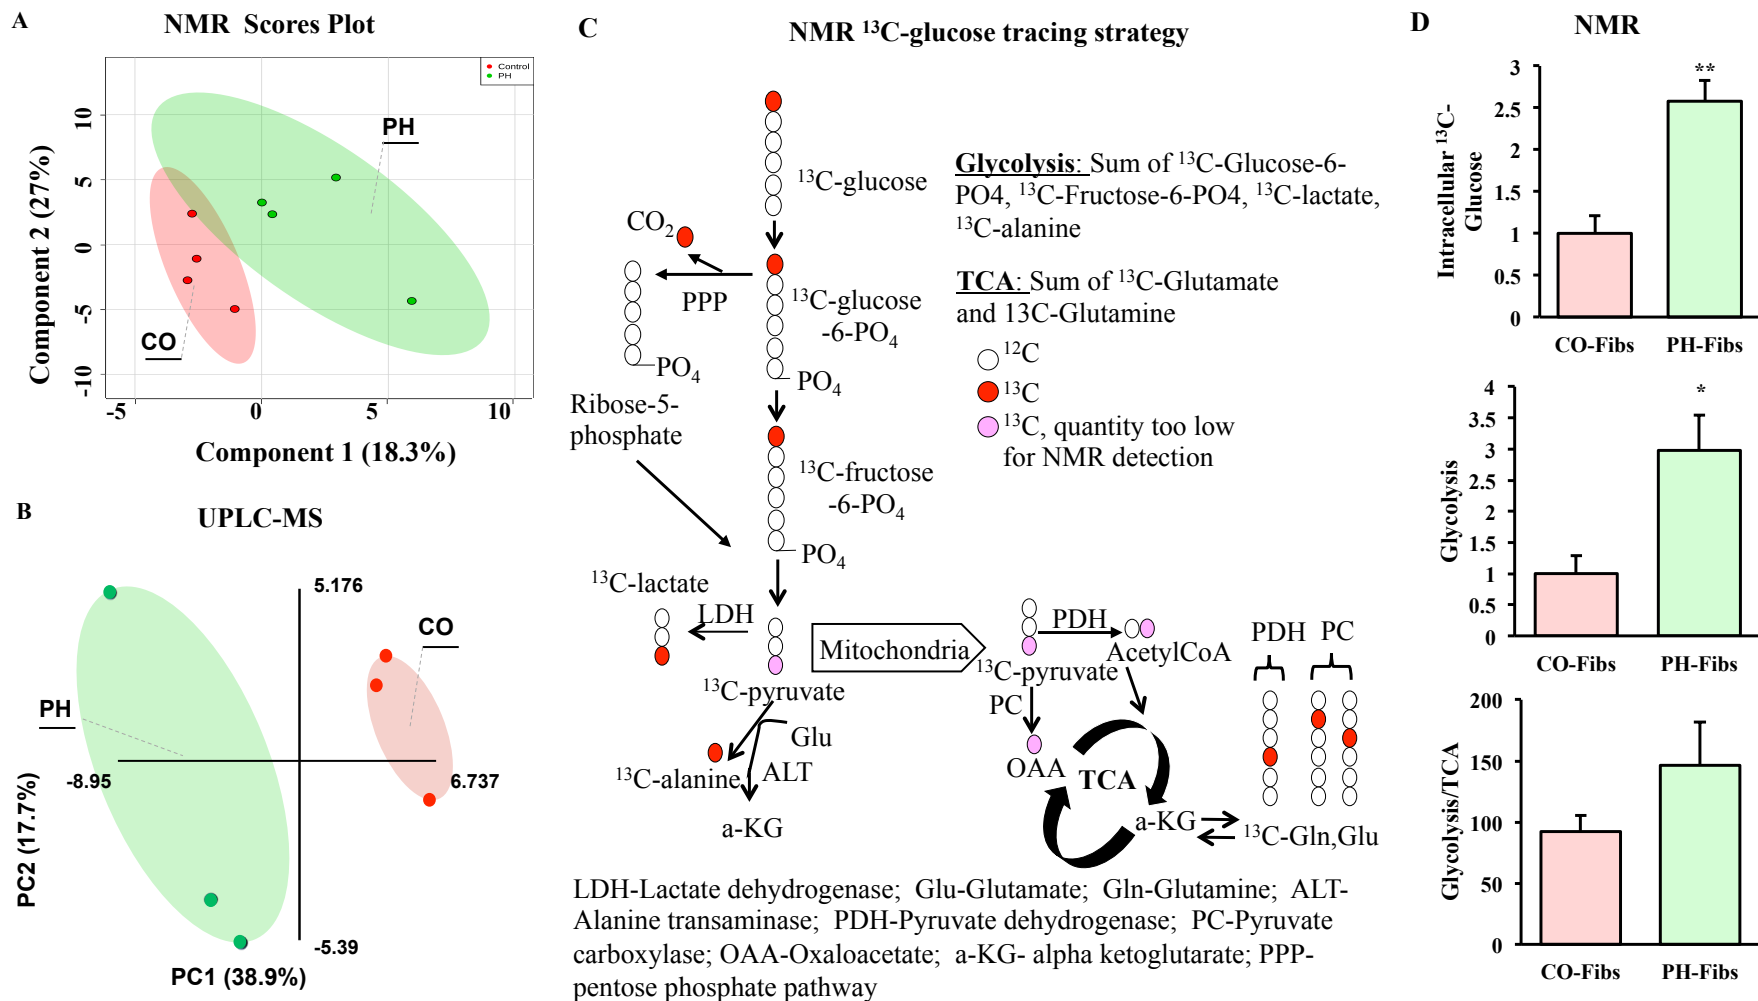 A
NMR Scores Plot
Control
PH
10
5
0
-5
-10
Component 2 (27%)
PH
CO
-5
0
5
10
Component 1 (18.3%)
B
UPLC-MS
5.176
CO
PH
-8.95
6.737
-5.39
PC2 (17.7%)
PC1 (38.9%)
C
NMR ¹³C-glucose tracing strategy
¹³C-glucose
CO₂
PPP
¹³C-glucose
-6-PO₄
PO₄
PO₄
Ribose-5-
phosphate
¹³C-fructose
-6-PO₄
PO₄
Glycolysis: Sum of ¹³C-Glucose-6-
PO4, ¹³C-Fructose-6-PO4, ¹³C-lactate,
¹³C-alanine
TCA: Sum of ¹³C-Glutamate
and 13C-Glutamine
¹²C
¹³C
¹³C, quantity too low
for NMR detection
¹³C-lactate
LDH
¹³C-pyruvate
Glu
¹³C-alanine
ALT
a-KG
Mitochondria
PDH
¹³C-pyruvate
AcetylCoA
PC
OAA
TCA
a-KG
PDH
PC
¹³C-Gln,Glu
LDH-Lactate dehydrogenase; Glu-Glutamate; Gln-Glutamine; ALT-
Alanine transaminase; PDH-Pyruvate dehydrogenase; PC-Pyruvate
carboxylase; OAA-Oxaloacetate; a-KG- alpha ketoglutarate; PPP-
pentose phosphate pathway
D
NMR
Intracellular ¹³C-
Glucose
3
2.5
2
1.5
1
0.5
0
**
CO-Fibs
PH-Fibs
Glycolysis
4
3.5
3
2.5
2
1.5
1
0.5
0
*
CO-Fibs
PH-Fibs
Glycolysis/TCA
200
150
100
50
0
CO-Fibs
PH-Fibs